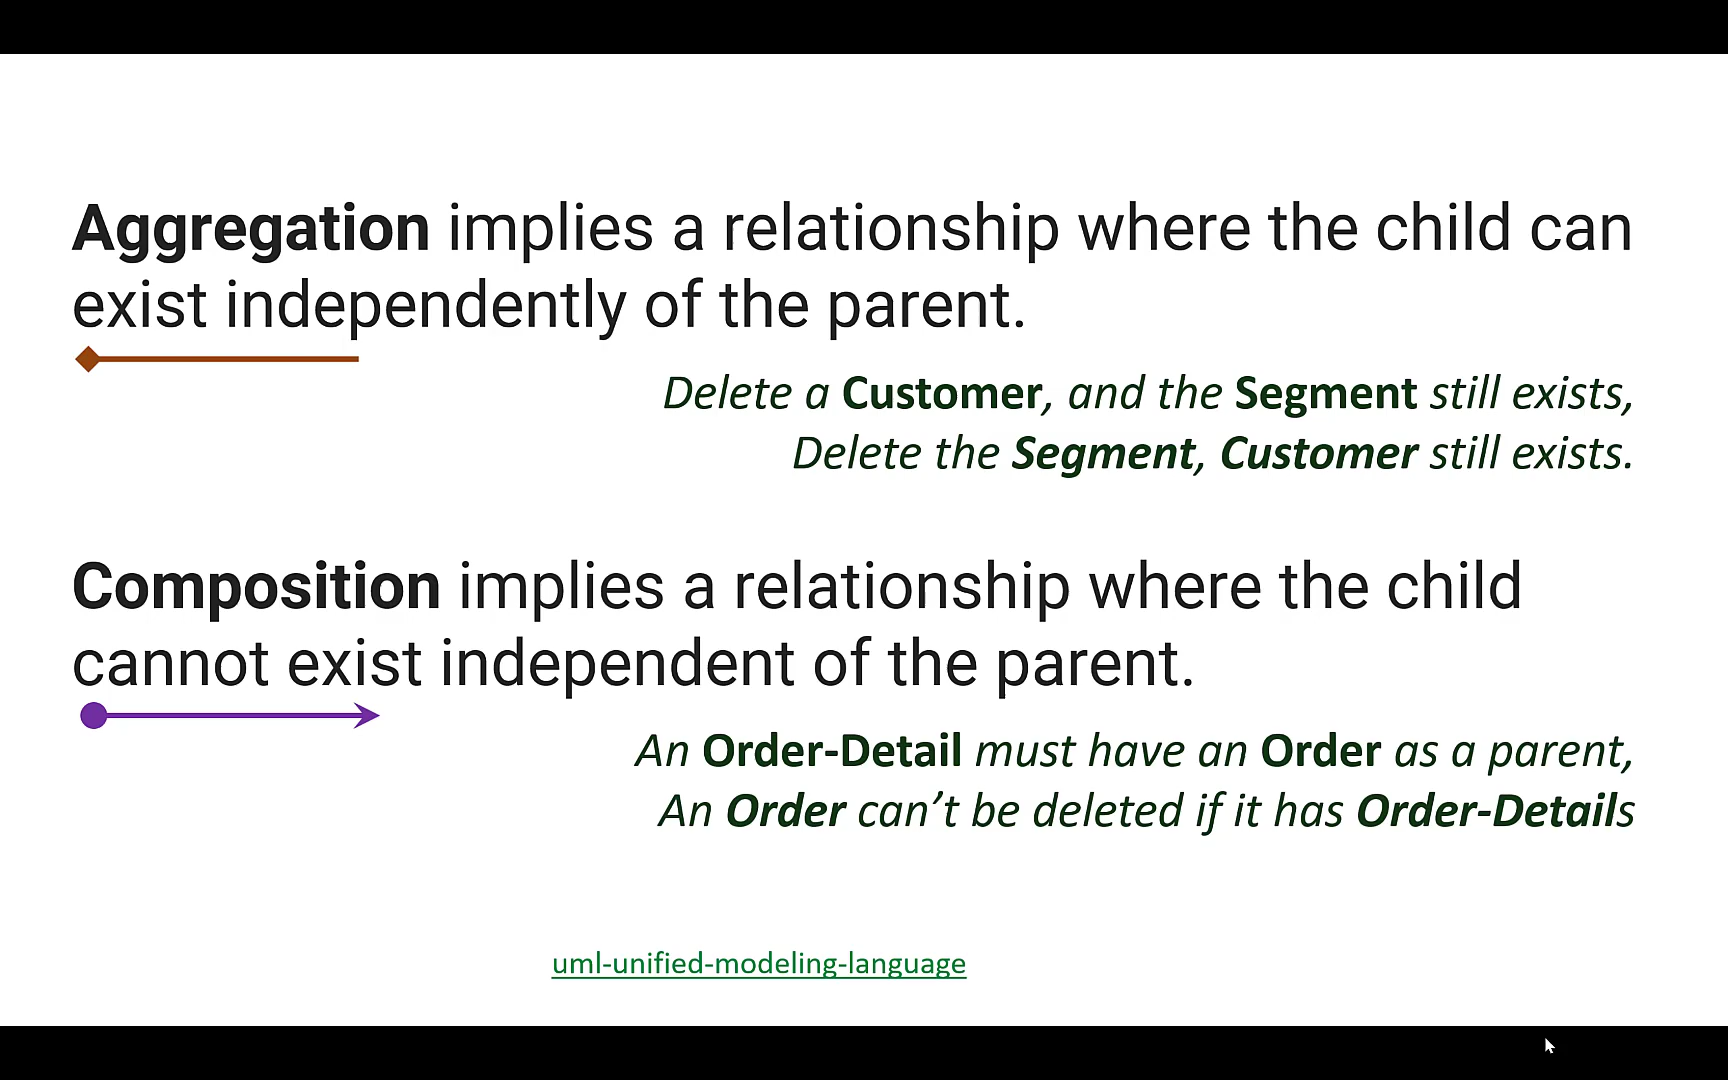 Aggregation implies a relationship where the child can
exist independently of the parent.
Delete a Customer, and the Segment still exists,
Delete the Segment, Customer still exists.
Composition implies a relationship where the child
cannot exist independent of the parent.
An Order-Detail must have an Order as a parent,
An Order can’t be deleted if it has Order-Details
uml-unified-modeling-language